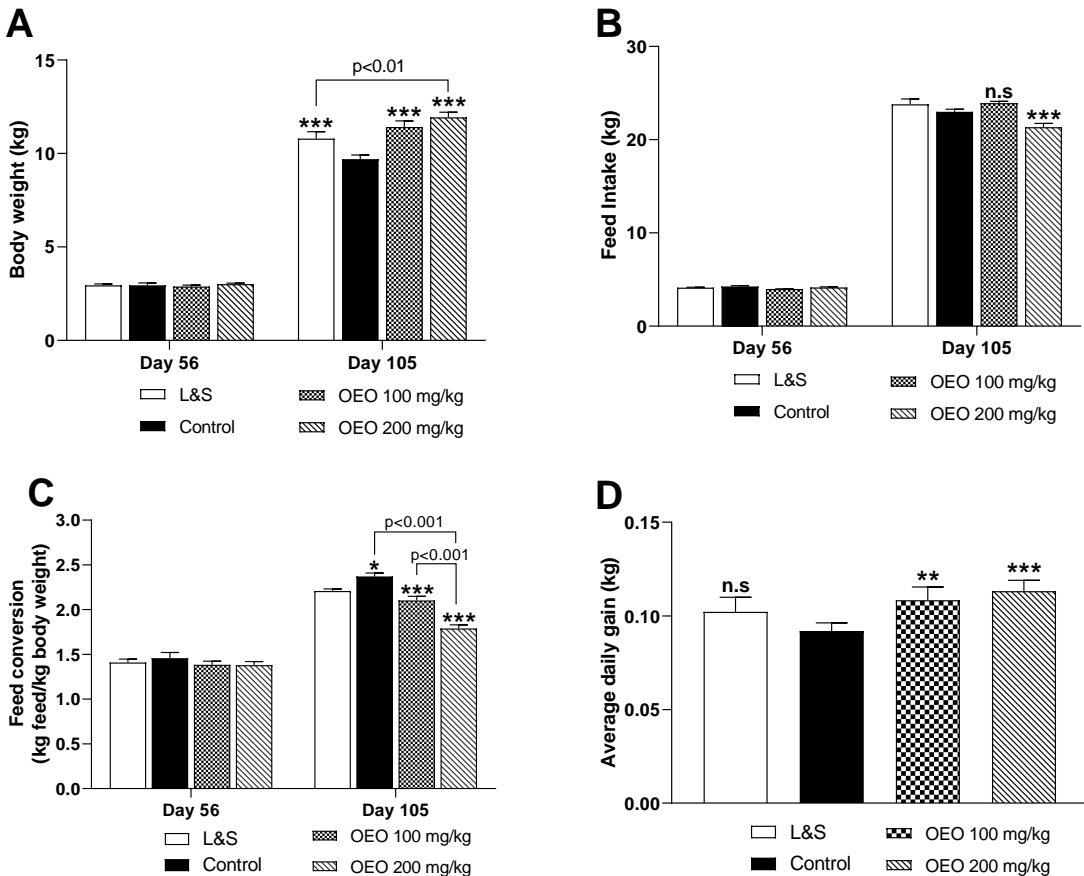 A
Body weight (kg)
15
10
5
0
p<0.01
***
***
***
Day 56
Day 105
L&S
OEO 100 mg/kg
Control
OEO 200 mg/kg
B
Feed Intake (kg)
30
20
10
0
n.s
***
Day 56
Day 105
L&S
OEO 100 mg/kg
Control
OEO 200 mg/kg
C
Feed conversion
(kg feed/kg body weight)
3.0
2.5
2.0
1.5
1.0
0.5
0.0
p<0.001
p<0.001
*
***
***
Day 56
Day 105
L&S
OEO 100 mg/kg
Control
OEO 200 mg/kg
D
Average daily gain (kg)
0.15
0.10
0.05
0.00
n.s
**
***
L&S
OEO 100 mg/kg
Control
OEO 200 mg/kg